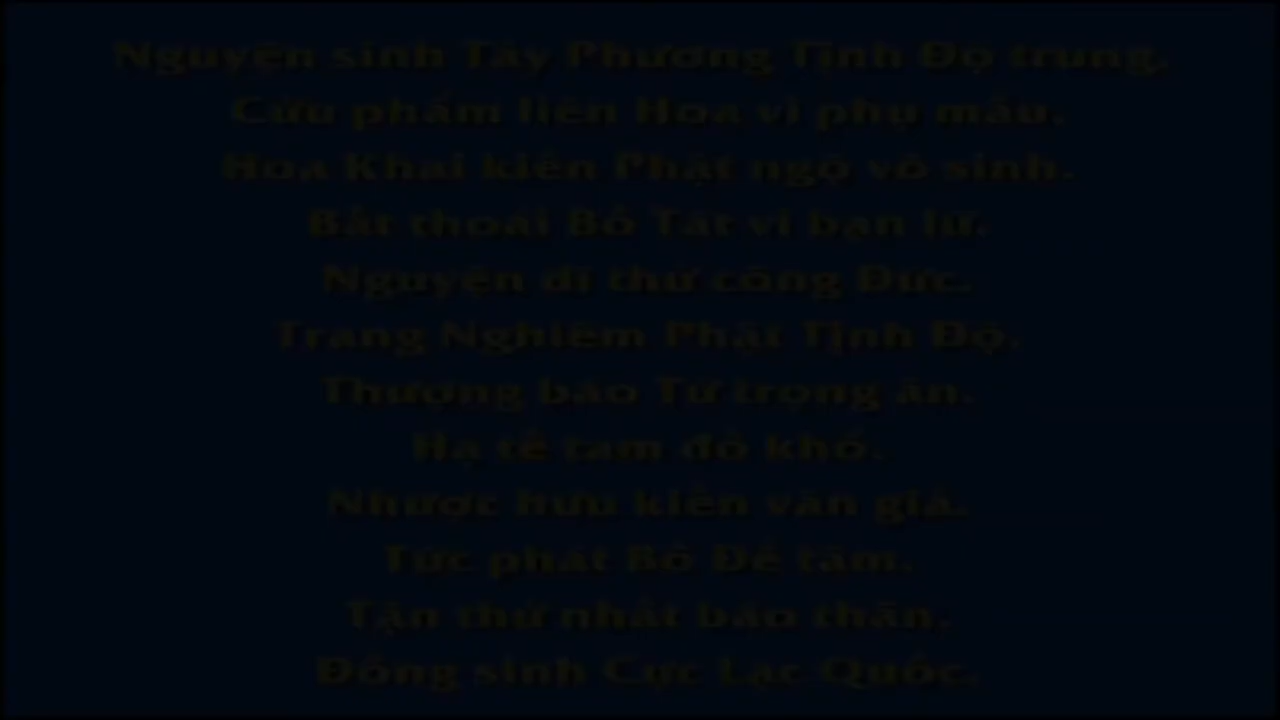 Nguyện sinh Tây Phương Tịnh Độ trung,
Cửu phẩm liên Hoa vi phụ mẫu.
Hoa Khai kiến Phật ngộ vô sinh.
Bất thoái Bồ Tát vi bạn lữ.
Nguyện dĩ thử công Đức.
Trang Nghiêm Phật Tịnh Độ.
Thượng báo Tứ trọng ân.
Hạ tế tam đồ khổ.
Nhược hữu kiến văn giả.
Tức phát Bồ Đề tâm.
Tận thử nhất báo thân.
Đồng sinh Cực Lạc Quốc.